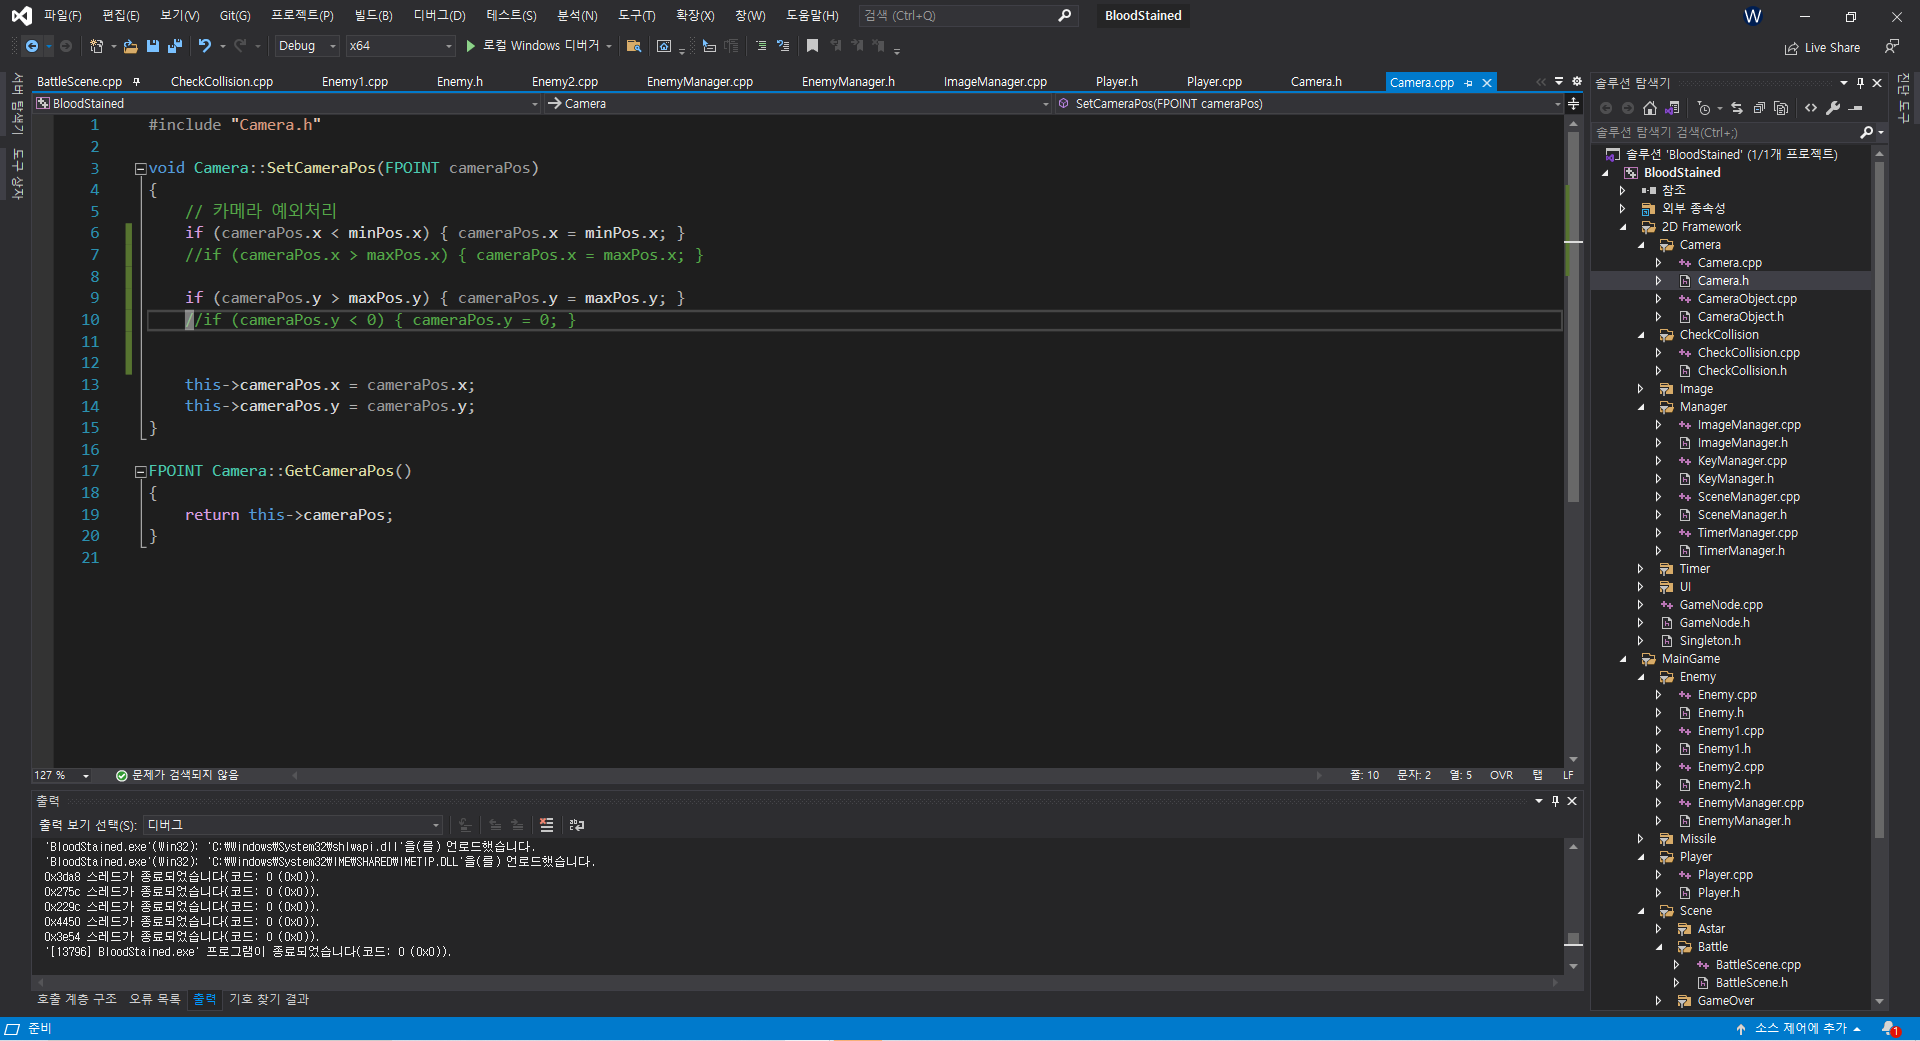 파일(F) 편집(E) 보기(V) Git(G) 프로젝트(P) 빌드(B) 디버그(D) 테스트(S) 분석(N) 도구(T) 확장(X) 창(W) 도움말(H) 검색 (Ctrl+Q) BloodStained W
Debug x64 로컬 Windows 디버거 Live Share
서버 탐색기
도구 상자
BattleScene.cpp CheckCollision.cpp Enemy1.cpp Enemy.h Enemy2.cpp EnemyManager.cpp EnemyManager.h ImageManager.cpp Player.h Player.cpp Camera.h Camera.cpp
BloodStained Camera SetCameraPos(FPOINT cameraPos)
1 #include "Camera.h"
2
3 void Camera::SetCameraPos(FPOINT cameraPos)
4 {
5 // 카메라 예외처리
6 if (cameraPos.x < minPos.x) { cameraPos.x = minPos.x; }
7 //if (cameraPos.x > maxPos.x) { cameraPos.x = maxPos.x; }
8
9 if (cameraPos.y > maxPos.y) { cameraPos.y = maxPos.y; }
10 //if (cameraPos.y < 0) { cameraPos.y = 0; }
11
12
13 this->cameraPos.x = cameraPos.x;
14 this->cameraPos.y = cameraPos.y;
15 }
16
17 FPOINT Camera::GetCameraPos()
18 {
19 return this->cameraPos;
20 }
21
127 % 문제가 검색되지 않음 줄: 10 문자: 2 열: 5 OVR 탭 LF
출력
출력 보기 선택(S): 디버그
'BloodStained.exe'(Win32): 'C:₩Windows₩System32₩shlwapi.dll'을(를) 언로드했습니다.
'BloodStained.exe'(Win32): 'C:₩Windows₩System32₩IME₩SHARED₩IMETIP.DLL'을(를) 언로드했습니다.
0x3da8 스레드가 종료되었습니다(코드: 0 (0x0)).
0x275c 스레드가 종료되었습니다(코드: 0 (0x0)).
0x229c 스레드가 종료되었습니다(코드: 0 (0x0)).
0x4450 스레드가 종료되었습니다(코드: 0 (0x0)).
0x3e54 스레드가 종료되었습니다(코드: 0 (0x0)).
'[13796] BloodStained.exe' 프로그램이 종료되었습니다(코드: 0 (0x0)).
호출 계층 구조 오류 목록 출력 기호 찾기 결과
솔루션 탐색기
솔루션 탐색기 검색(Ctrl+;)
솔루션 'BloodStained' (1/1개 프로젝트)
BloodStained
참조
외부 종속성
2D Framework
Camera
Camera.cpp
Camera.h
CameraObject.cpp
CameraObject.h
CheckCollision
CheckCollision.cpp
CheckCollision.h
Image
Manager
ImageManager.cpp
ImageManager.h
KeyManager.cpp
KeyManager.h
SceneManager.cpp
SceneManager.h
TimerManager.cpp
TimerManager.h
Timer
UI
GameNode.cpp
GameNode.h
Singleton.h
MainGame
Enemy
Enemy.cpp
Enemy.h
Enemy1.cpp
Enemy1.h
Enemy2.cpp
Enemy2.h
EnemyManager.cpp
EnemyManager.h
Missile
Player
Player.cpp
Player.h
Scene
Astar
Battle
BattleScene.cpp
BattleScene.h
GameOver
진단 도구
준비 소스 제어에 추가 1